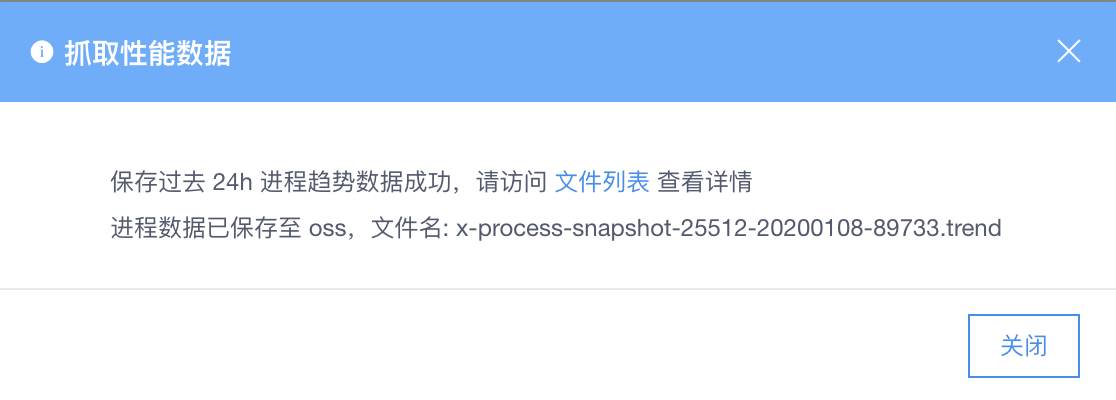 抓取性能数据
保存过去 24h 进程趋势数据成功，请访问 文件列表 查看详情
进程数据已保存至 oss，文件名: x-process-snapshot-25512-20200108-89733.trend
关闭